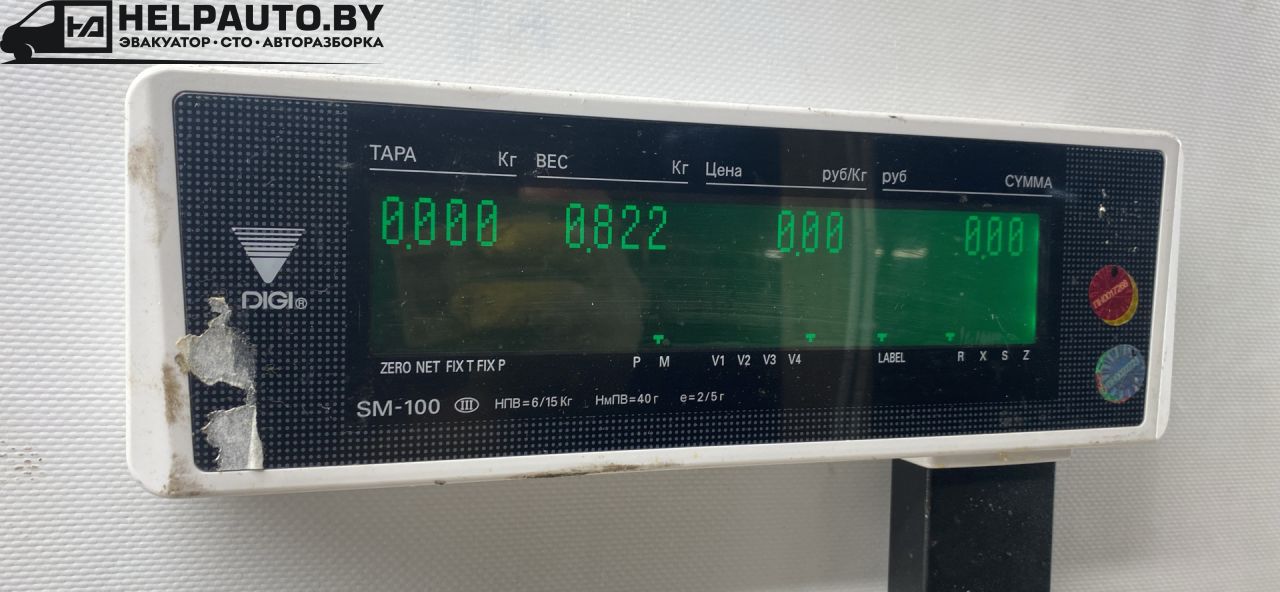 HELPAUTO.BY
ЭВАКУАТОР·СТО·АВТОРАЗБОРКА
ТАРА Кг ВЕС Кг Цена руб/Кг руб СУММА
0.000 0.822 0.00 0.00
DIGI®
ZERO NET FIX T FIX P P M V1 V2 V3 V4 LABEL R X S Z
SM-100 III НПВ=6/15 Кг НмПВ=40 г e=2/5 г